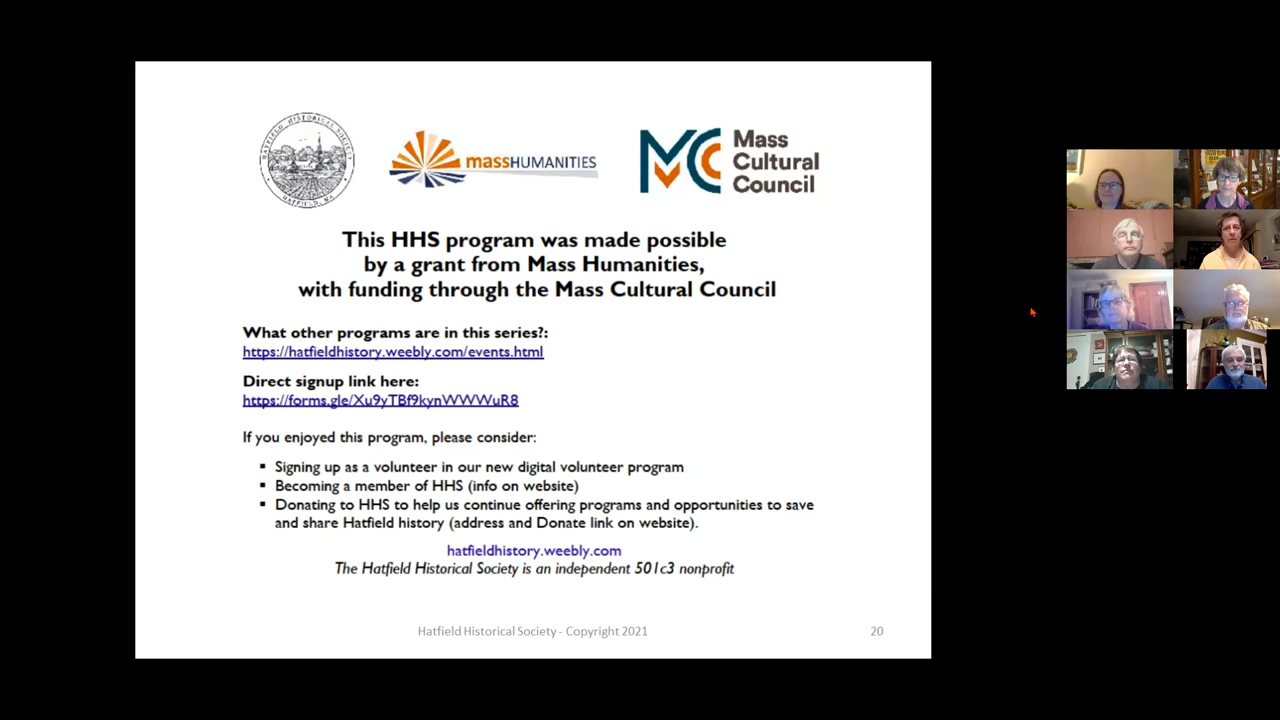 HATFIELD HISTORICAL SOCIETY
HATFIELD, MA
massHUMANITIES
Mass
Cultural
Council
This HHS program was made possible
by a grant from Mass Humanities,
with funding through the Mass Cultural Council
What other programs are in this series?:
https://hatfieldhistory.weebly.com/events.html
Direct signup link here:
https://forms.gle/Xu9yTBf9kynWWWuR8
If you enjoyed this program, please consider:
▪ Signing up as a volunteer in our new digital volunteer program
▪ Becoming a member of HHS (info on website)
▪ Donating to HHS to help us continue offering programs and opportunities to save
and share Hatfield history (address and Donate link on website).
hatfieldhistory.weebly.com
The Hatfield Historical Society is an independent 501c3 nonprofit
Hatfield Historical Society - Copyright 2021
20